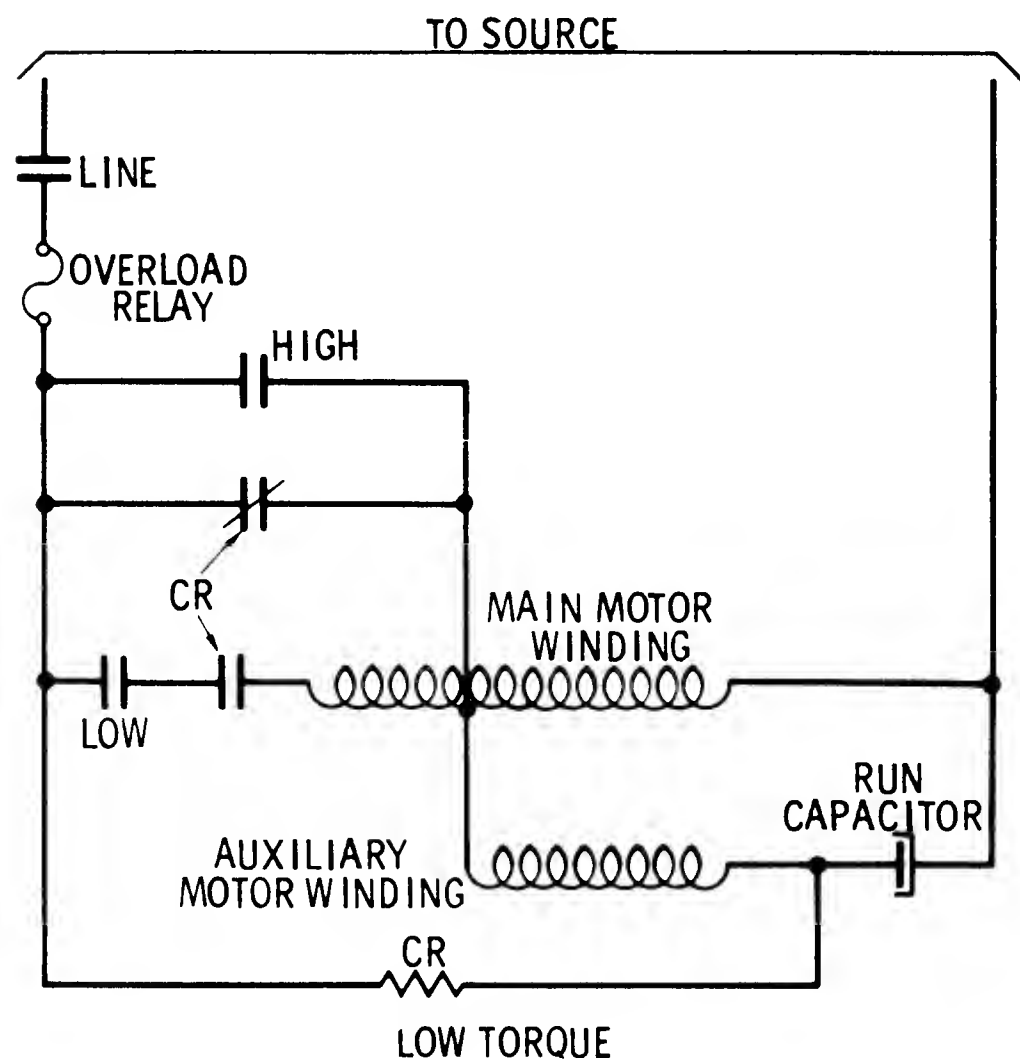 TO SOURCE
LINE
OVERLOAD
RELAY
HIGH
CR
MAIN MOTOR
WINDING
LOW
RUN
CAPACITOR
AUXILIARY
MOTOR WINDING
CR
LOW TORQUE